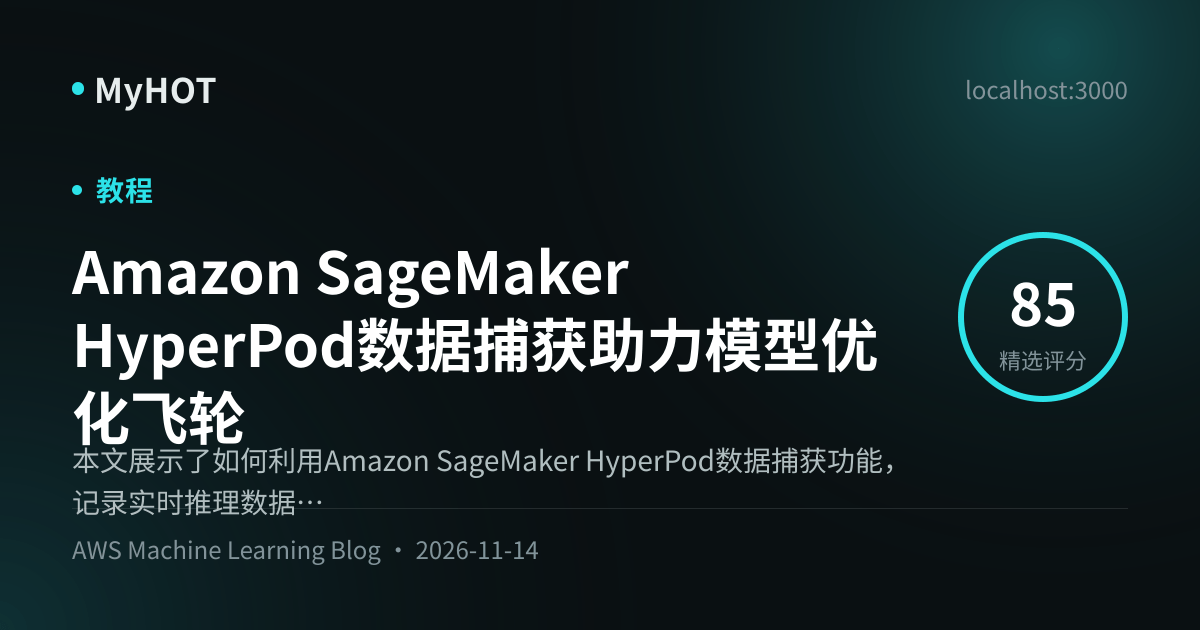 MyHOT
localhost:3000
教程
Amazon SageMaker
HyperPod数据捕获助力模型优
化飞轮
85
精选评分
本文展示了如何利用Amazon SageMaker HyperPod数据捕获功能，
记录实时推理数据…
AWS Machine Learning Blog · 2026-11-14